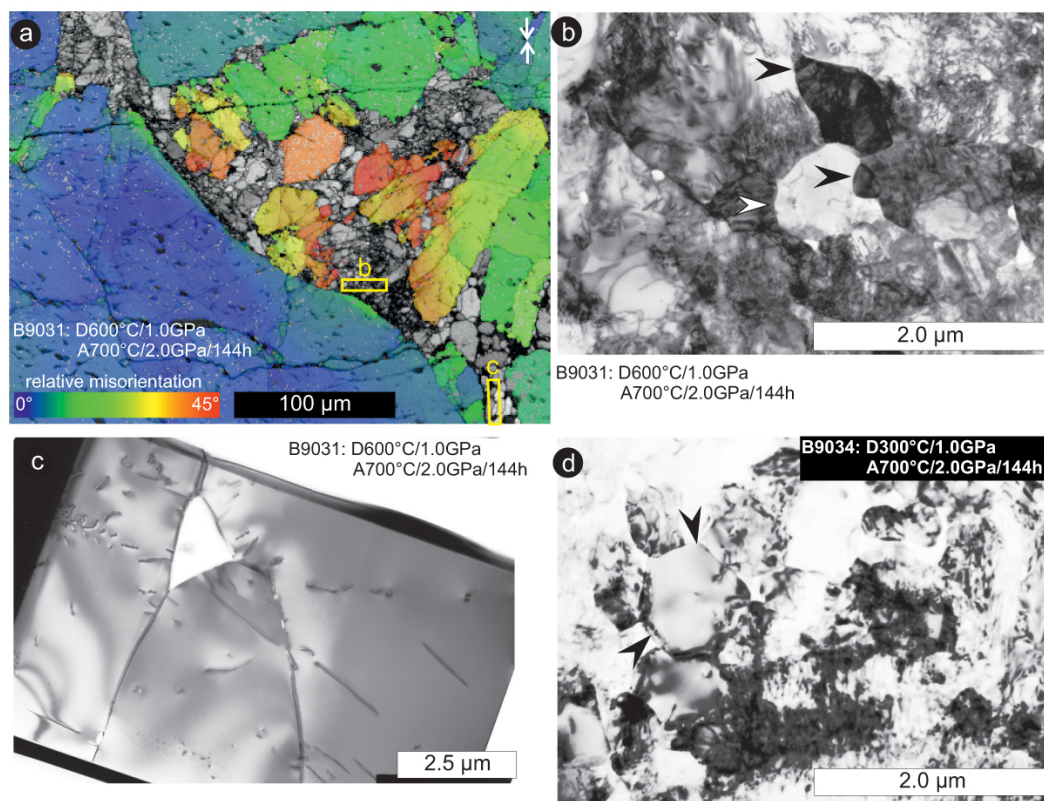 a
b
B9031: D600°C/1.0GPa
A700°C/2.0GPa/144h
relative misorientation
0°
45°
100 µm
c
b
2.0 µm
B9031: D600°C/1.0GPa
A700°C/2.0GPa/144h
c
B9031: D600°C/1.0GPa
A700°C/2.0GPa/144h
2.5 µm
d
B9034: D300°C/1.0GPa
A700°C/2.0GPa/144h
2.0 µm